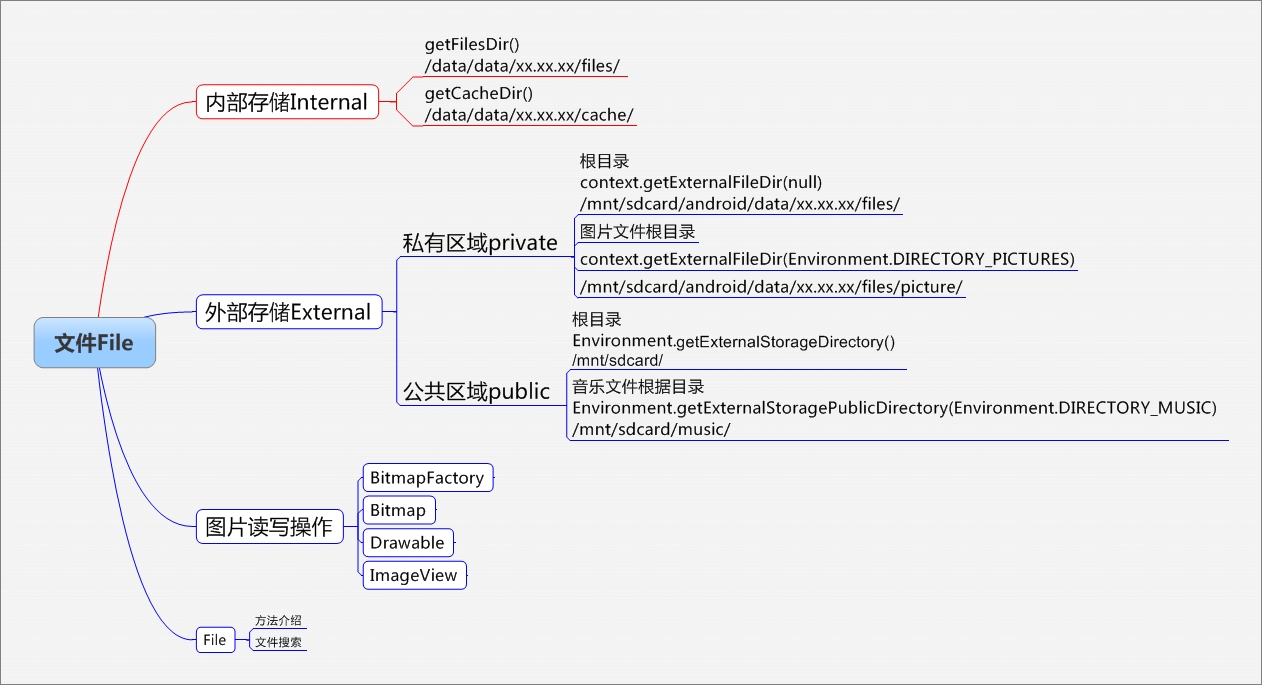 文件File
内部存储Internal
getFilesDir()
/data/data/xx.xx.xx/files/
getCacheDir()
/data/data/xx.xx.xx/cache/
外部存储External
私有区域private
根目录
context.getExternalFileDir(null)
/mnt/sdcard/android/data/xx.xx.xx/files/
图片文件根目录
context.getExternalFileDir(Environment.DIRECTORY_PICTURES)
/mnt/sdcard/android/data/xx.xx.xx/files/picture/
公共区域public
根目录
Environment.getExternalStorageDirectory()
/mnt/sdcard/
音乐文件根据目录
Environment.getExternalStoragePublicDirectory(Environment.DIRECTORY_MUSIC)
/mnt/sdcard/music/
图片读写操作
BitmapFactory
Bitmap
Drawable
ImageView
File
方法介绍
文件搜索